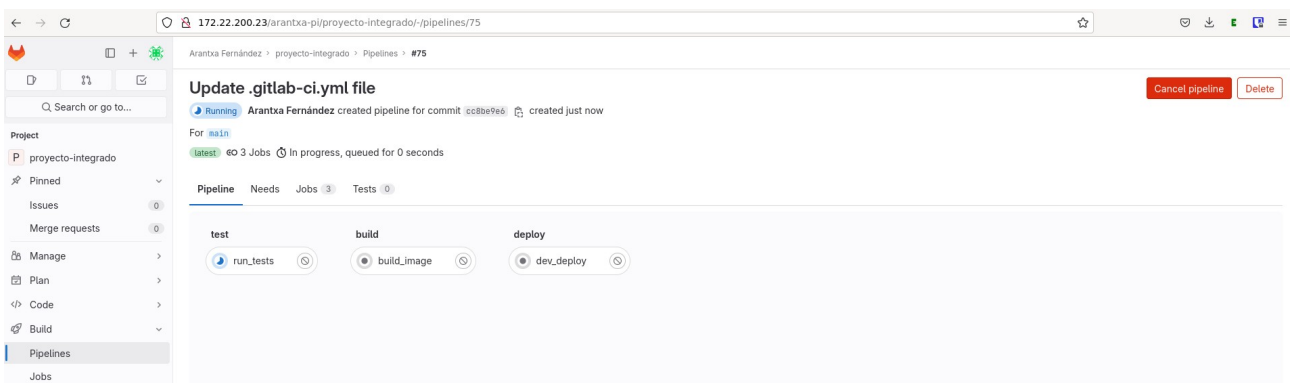 172.22.200.23/arantxa-pi/proyecto-integrado/-/pipelines/75
Arantxa Fernández > proyecto-integrado > Pipelines > #75
Search or go to...
Project
P proyecto-integrado
Pinned
Issues 0
Merge requests 0
Manage
Plan
Code
Build
Pipelines
Jobs
Update .gitlab-ci.yml file
Cancel pipeline Delete
Running Arantxa Fernández created pipeline for commit cc8be9e6 created just now
For main
latest 3 Jobs In progress, queued for 0 seconds
Pipeline Needs Jobs 3 Tests 0
test build deploy
run_tests build_image dev_deploy